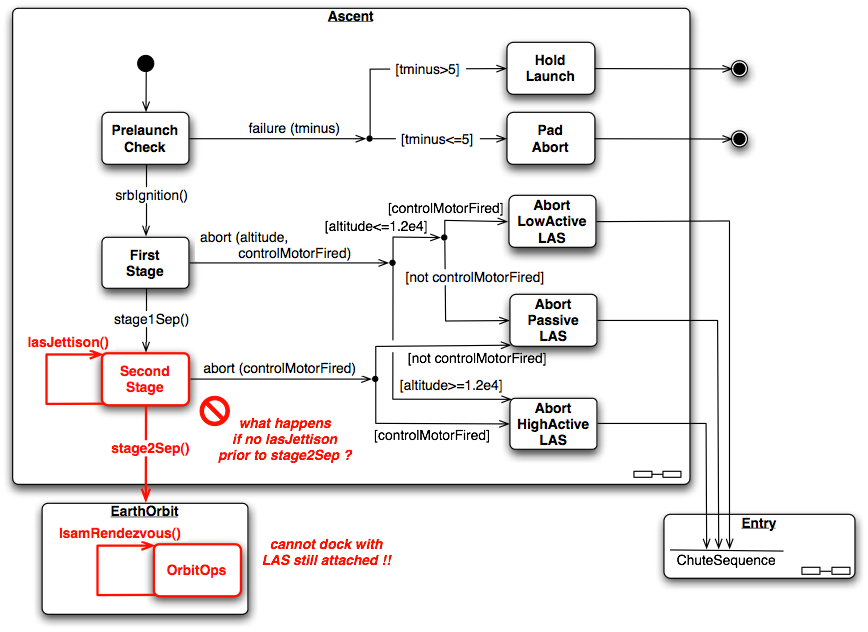 Ascent
Hold
Launch
[tminus>5]
Prelaunch
Check
failure (tminus)
[tminus<=5]
Pad
Abort
srbIgnition()
[controlMotorFired]
Abort
LowActive
LAS
[altitude<=1.2e4]
abort (altitude,
controlMotorFired)
First
Stage
[not controlMotorFired]
Abort
Passive
LAS
stage1Sep()
lasJettison()
[not controlMotorFired]
Second
Stage
abort (controlMotorFired)
[altitude>=1.2e4]
Abort
HighActive
LAS
[controlMotorFired]
what happens
if no lasJettison
prior to stage2Sep ?
stage2Sep()
EarthOrbit
lsamRendezvous()
OrbitOps
cannot dock with
LAS still attached !!
Entry
ChuteSequence